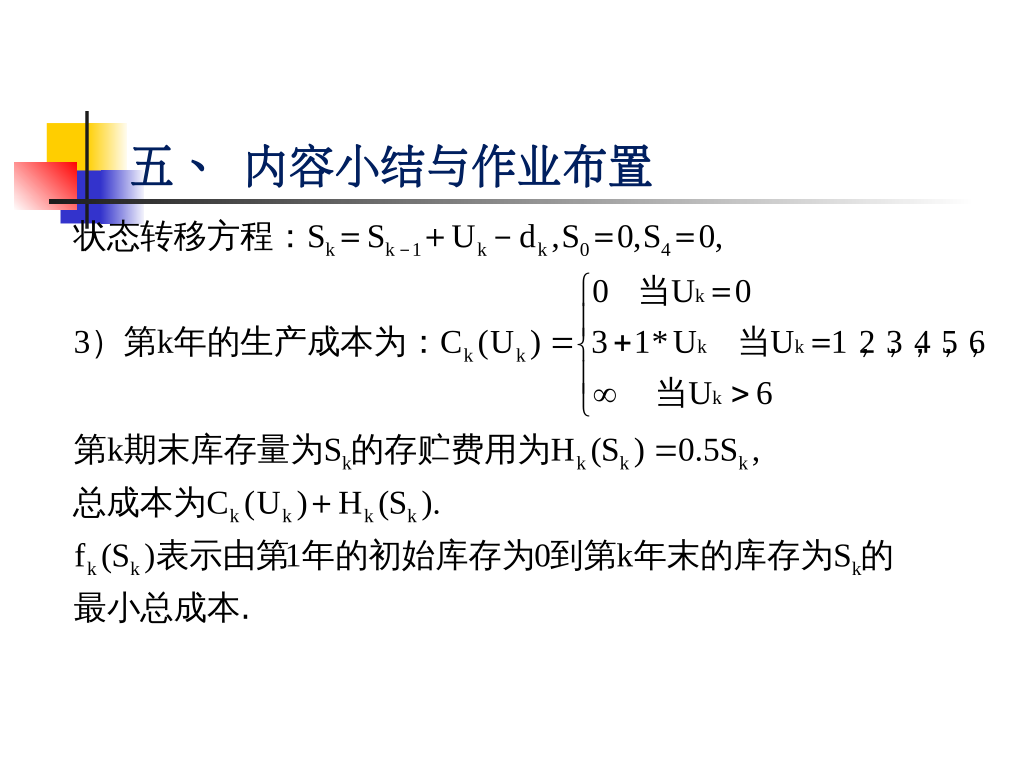 五、 内容小结与作业布置
状态转移方程：Sk＝Sk－1＋Uk－dk,S0＝0,S4＝0,
0 当Uk＝0
3）第k年的生产成本为：Ck(Uk)＝ 3＋1*Uk 当Uk＝1，2，3，4，5，6
∞ 当Uk＞6
第k期末库存量为Sk的存贮费用为Hk(Sk)＝0.5Sk,
总成本为Ck(Uk)＋Hk(Sk).
fk(Sk)表示由第1年的初始库存为0到第k年末的库存为Sk的
最小总成本.